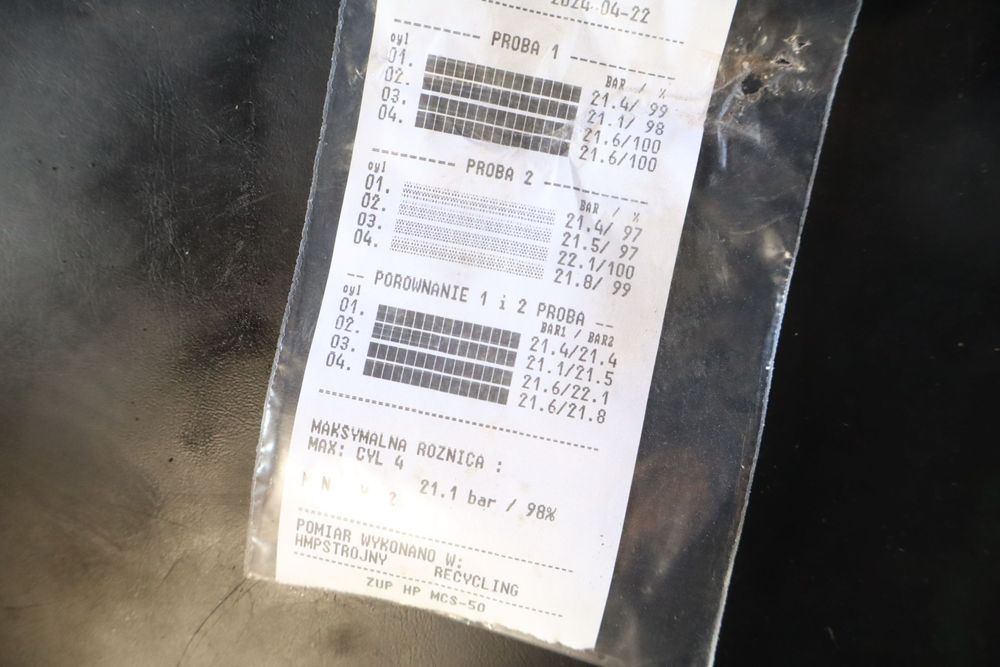 2024-04-22
PROBA 1
cyl BAR / %
01. 21.4/ 99
02. 21.1/ 98
03. 21.6/100
04. 21.6/100
PROBA 2
cyl BAR / %
01. 21.4/ 97
02. 21.5/ 97
03. 22.1/100
04. 21.8/ 99
-- POROWNANIE 1 i 2 PROBA --
cyl BAR1 / BAR2
01. 21.4/21.4
02. 21.1/21.5
03. 21.6/22.1
04. 21.6/21.8
MAKSYMALNA ROZNICA :
MAX: CYL 4
2 21.1 bar / 98%
POMIAR WYKONANO W:
HMPSTROJNY RECYCLING
ZUP HP MCS-50